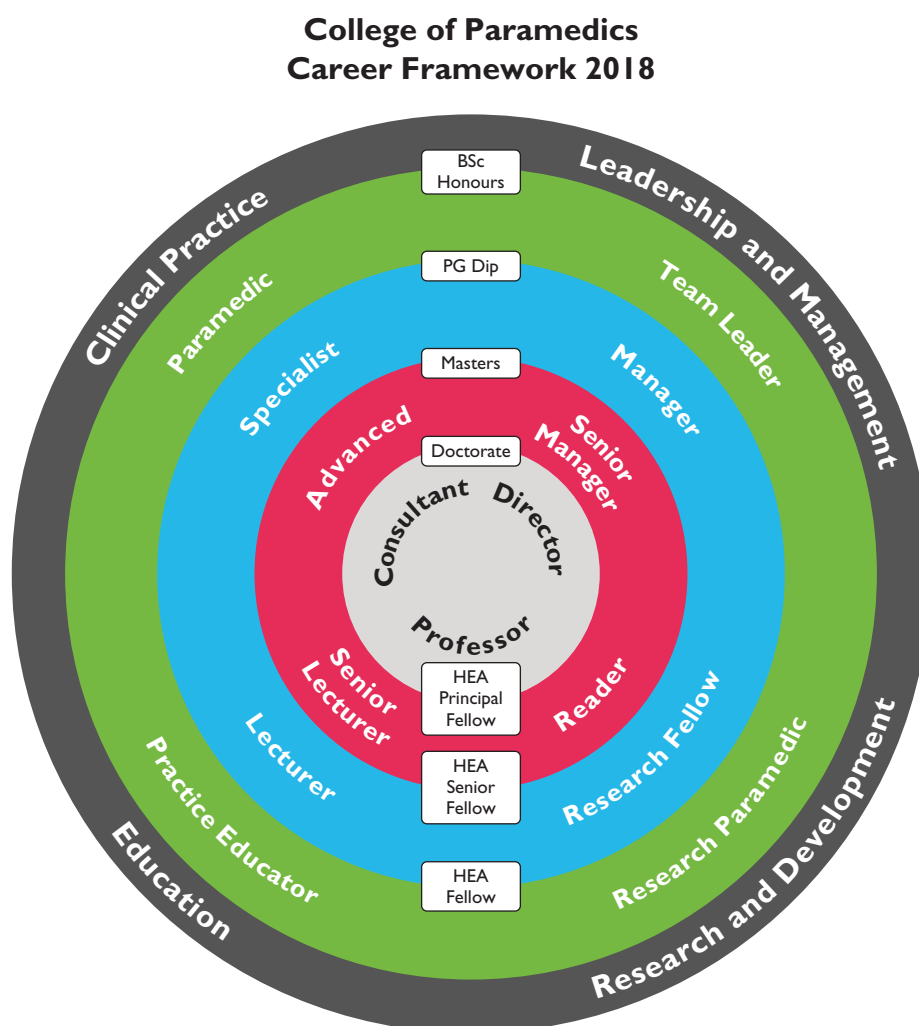 College of Paramedics
Career Framework 2018
BSc
Honours
Clinical Practice
Leadership and Management
Paramedic
Team Leader
PG Dip
Specialist
Manager
Masters
Advanced
Senior
Manager
Doctorate
Consultant
Director
Professor
HEA
Principal
Fellow
Senior
Lecturer
Reader
HEA
Senior
Fellow
Lecturer
Research Fellow
HEA
Fellow
Practice Educator
Research Paramedic
Education
Research and Development